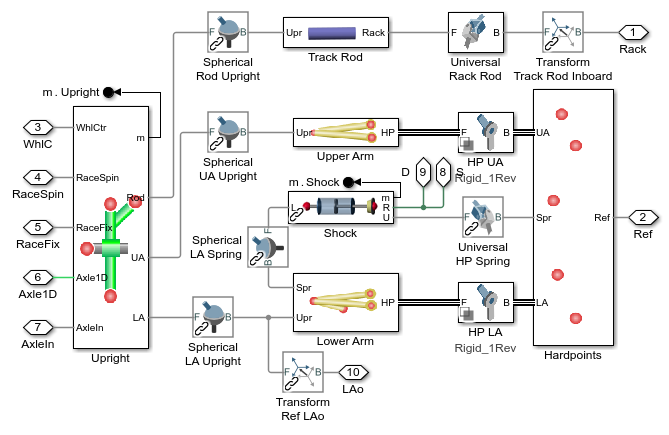 F B
Spherical
Rod Upright
Upr Rack
Track Rod
F B
Universal
Rack Rod
F B
Transform
Track Rod Inboard
1
Rack
m . Upright
3
WhlC
4
RaceSpin
5
RaceFix
6
Axle1D
7
AxleIn
WhlCtr
m
RaceSpin
Rod
RaceFix
UA
Axle1D
LA
AxleIn
Upright
F B
Spherical
UA Upright
Upr HP
Upper Arm
F B
HP UA
Rigid_1Rev
UA
D 9 8 S
m . Shock
L m
R
U
Shock
F
B
Spherical
LA Spring
F B
Universal
HP Spring
Spr Ref
2
Ref
F B
Spherical
LA Upright
Spr
Upr HP
Lower Arm
F B
HP LA
Rigid_1Rev
LA
Hardpoints
F B
Transform
Ref LAo
10
LAo